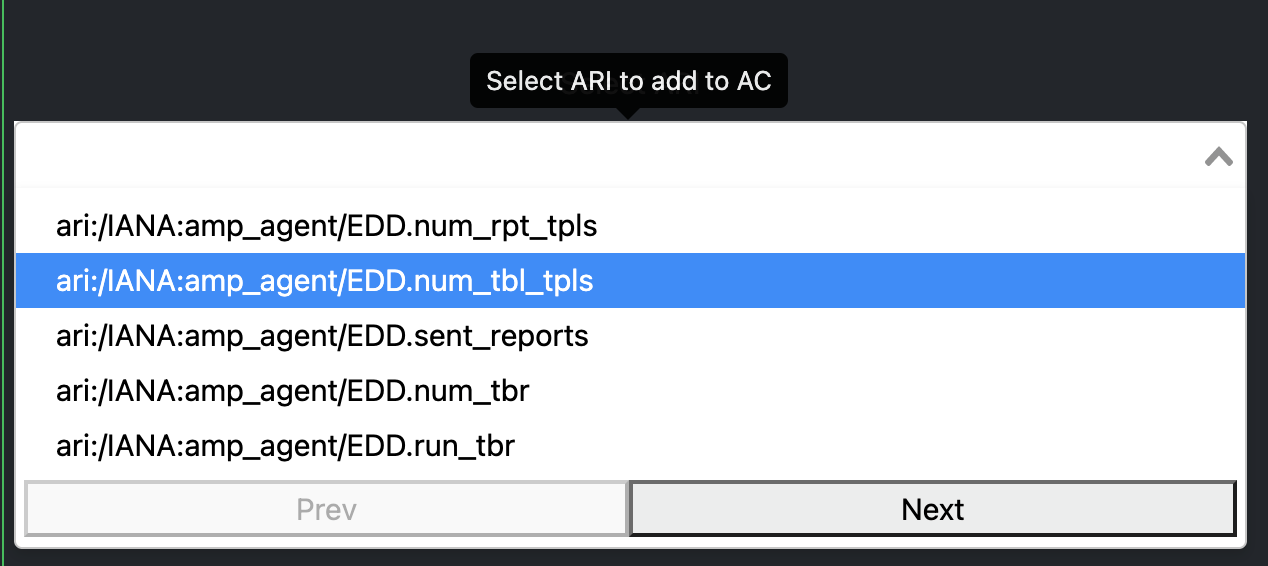 Select ARI to add to AC
ari:/IANA:amp_agent/EDD.num_rpt_tpls
ari:/IANA:amp_agent/EDD.num_tbl_tpls
ari:/IANA:amp_agent/EDD.sent_reports
ari:/IANA:amp_agent/EDD.num_tbr
ari:/IANA:amp_agent/EDD.run_tbr
Prev Next